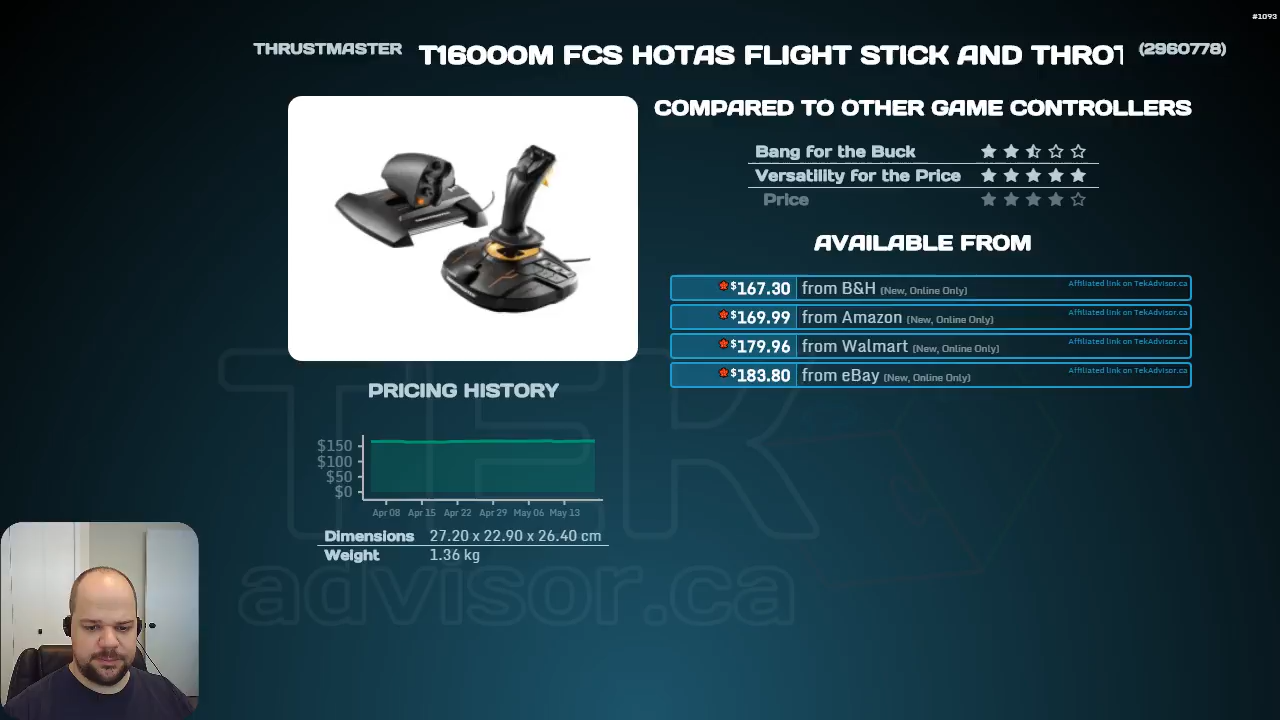 #1093
THRUSTMASTER T16000M FCS HOTAS FLIGHT STICK AND THROT (2960778)
COMPARED TO OTHER GAME CONTROLLERS
Bang for the Buck
Versatility for the Price
Price
AVAILABLE FROM
$167.30 from B&H (New, Online Only) Affiliated link on TekAdvisor.ca
$169.99 from Amazon (New, Online Only) Affiliated link on TekAdvisor.ca
$179.96 from Walmart (New, Online Only) Affiliated link on TekAdvisor.ca
$183.80 from eBay (New, Online Only) Affiliated link on TekAdvisor.ca
PRICING HISTORY
$150
$100
$50
$0
Apr 08 Apr 15 Apr 22 Apr 29 May 06 May 13
Dimensions 27.20 x 22.90 x 26.40 cm
Weight 1.36 kg
TEK
advisor.ca